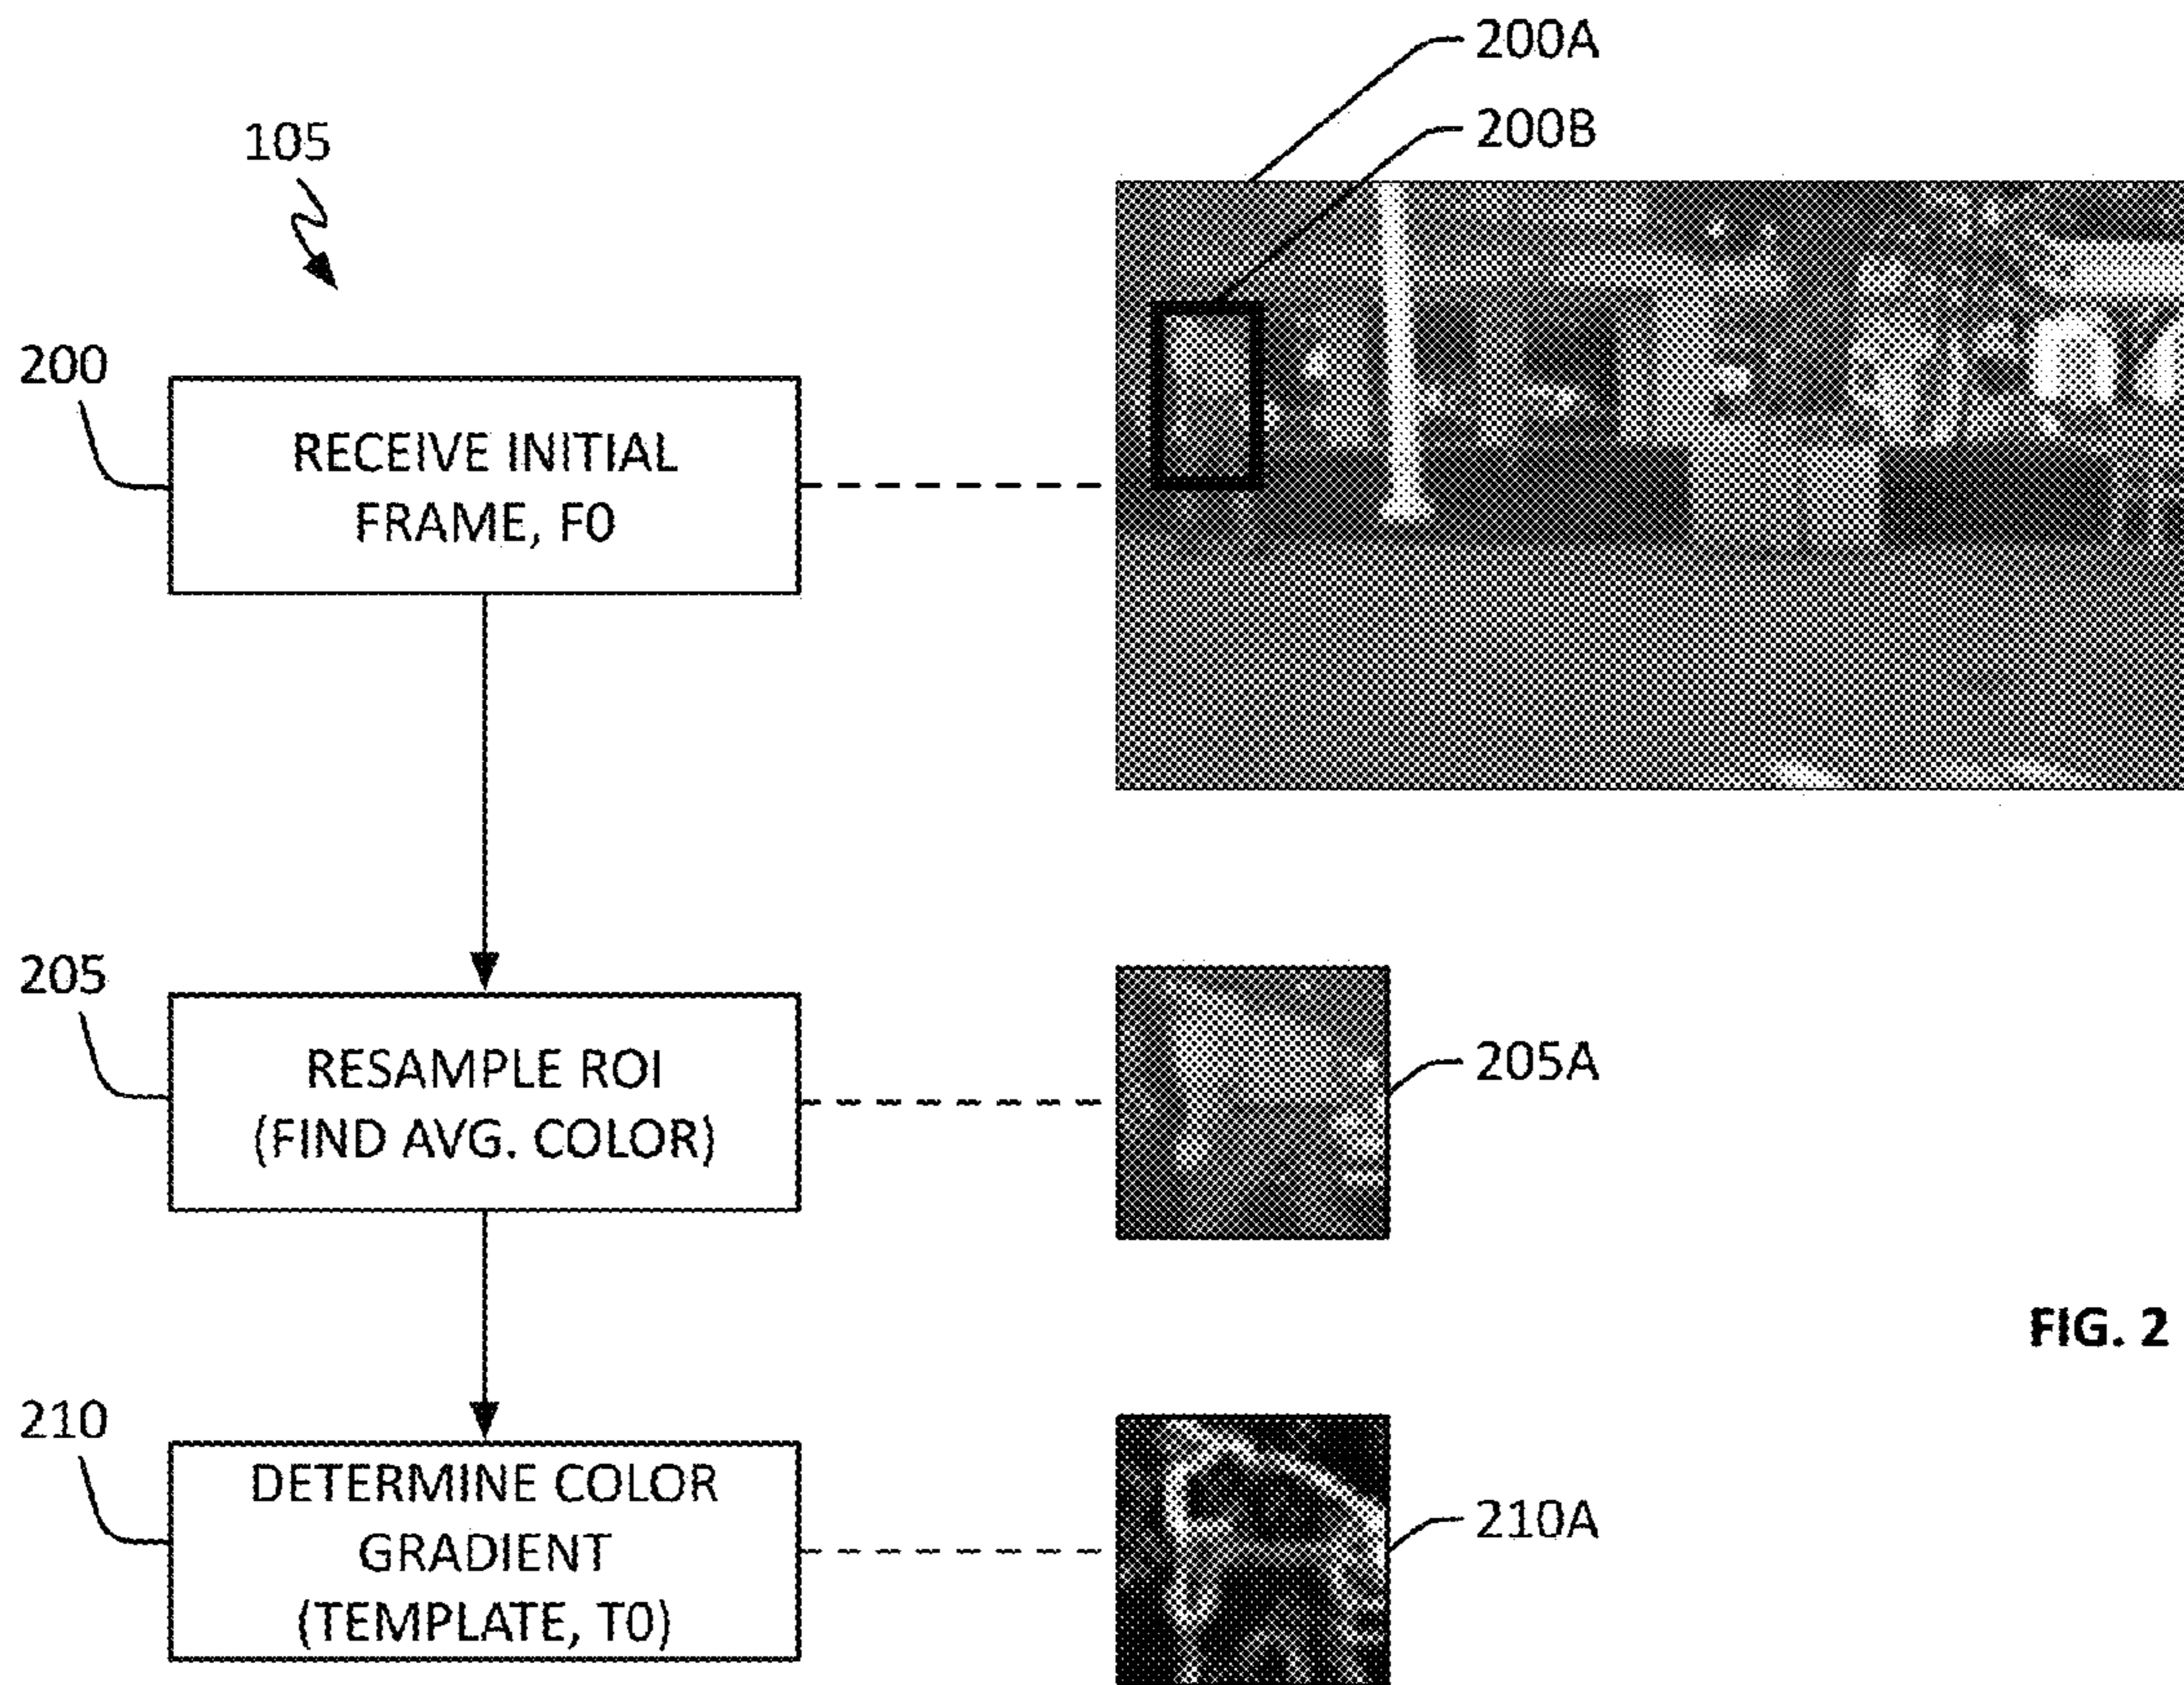 200A
200B
105
200
RECEIVE INITIAL
FRAME, F0
205
RESAMPLE ROI
(FIND AVG. COLOR)
205A
FIG. 2
210
DETERMINE COLOR
GRADIENT
(TEMPLATE, T0)
210A